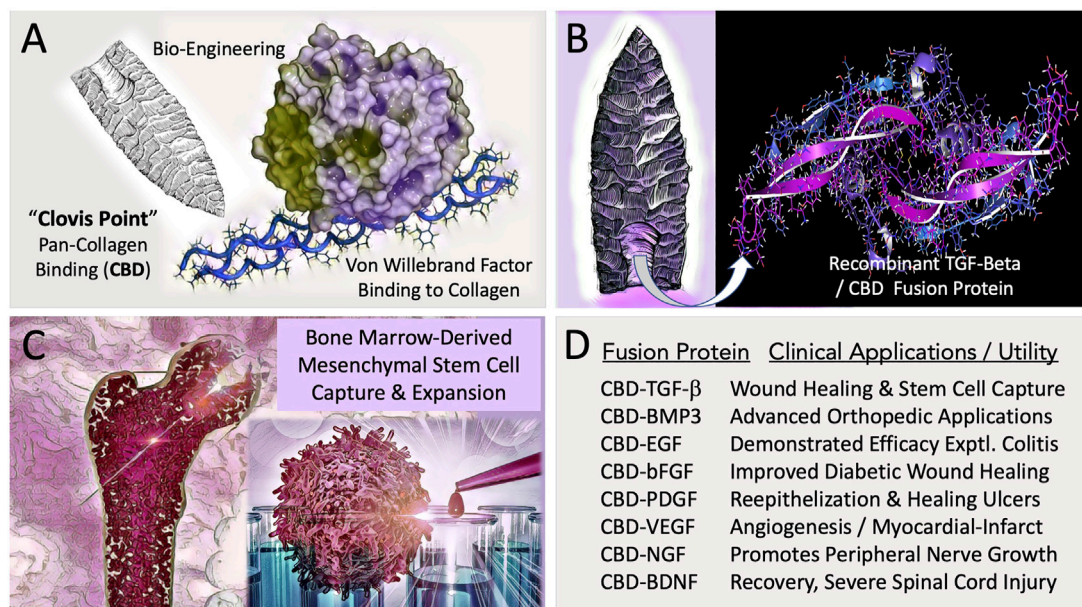 A
Bio-Engineering
“Clovis Point”
Pan-Collagen
Binding (CBD)
Von Willebrand Factor
Binding to Collagen
B
Recombinant TGF-Beta
/ CBD Fusion Protein
C
Bone Marrow-Derived
Mesenchymal Stem Cell
Capture & Expansion
D
Fusion Protein Clinical Applications / Utility
CBD-TGF-β Wound Healing & Stem Cell Capture
CBD-BMP3 Advanced Orthopedic Applications
CBD-EGF Demonstrated Efficacy Exptl. Colitis
CBD-bFGF Improved Diabetic Wound Healing
CBD-PDGF Reepithelization & Healing Ulcers
CBD-VEGF Angiogenesis / Myocardial-Infarct
CBD-NGF Promotes Peripheral Nerve Growth
CBD-BDNF Recovery, Severe Spinal Cord Injury